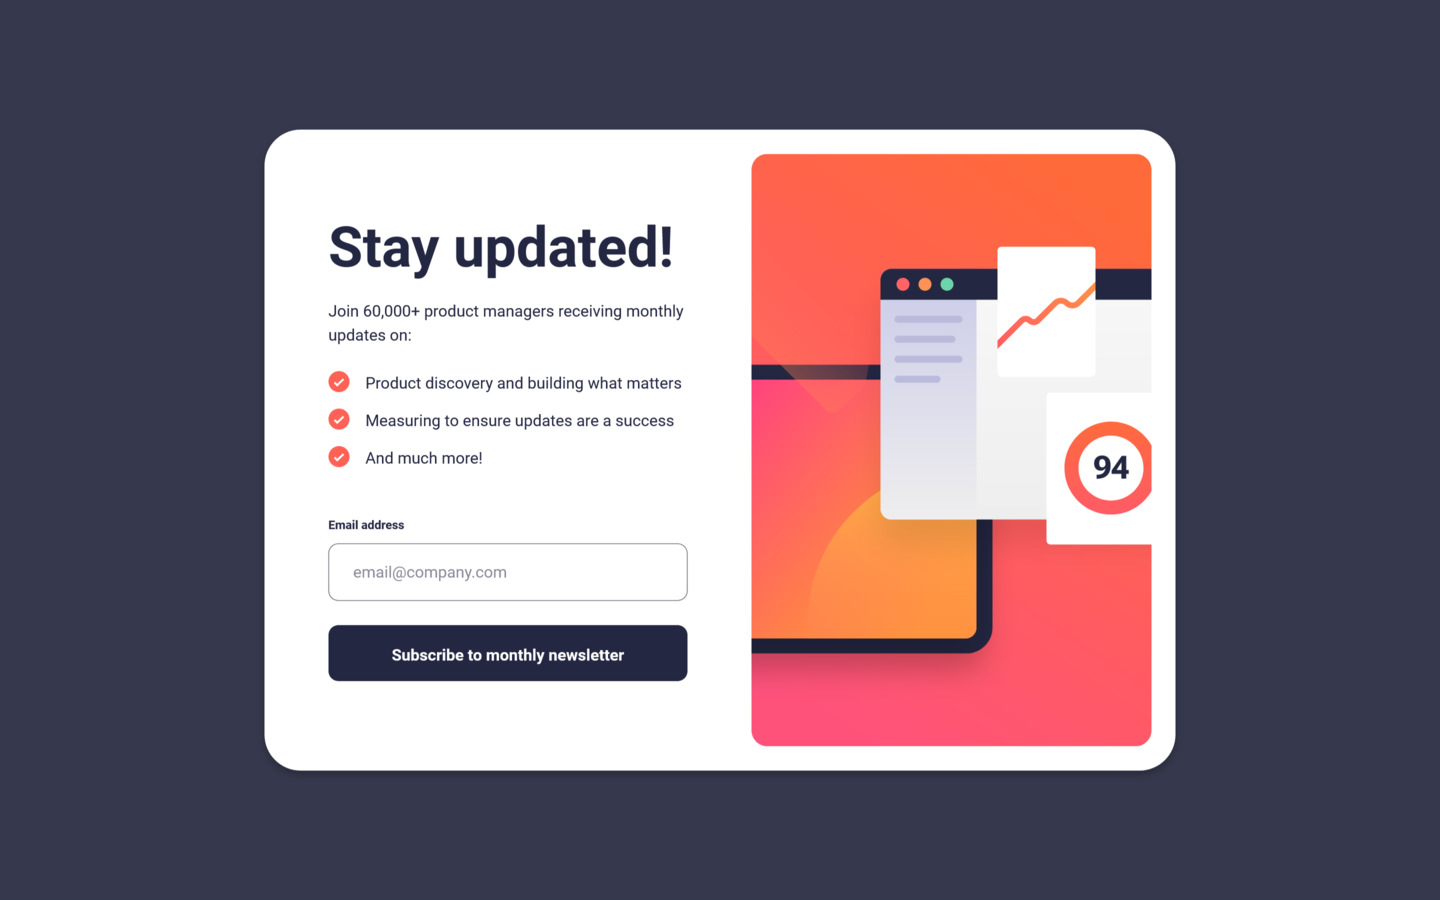 Stay updated!
Join 60,000+ product managers receiving monthly
updates on:
Product discovery and building what matters
Measuring to ensure updates are a success
And much more!
Email address
email@company.com
Subscribe to monthly newsletter
94